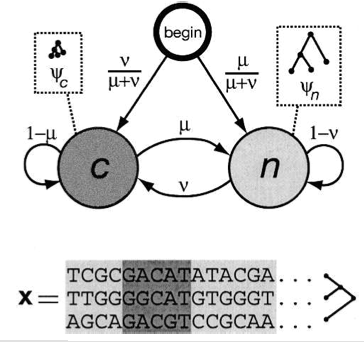 begin
ν/(μ+ν) μ/(μ+ν)
ψc ψn
1−μ μ 1−ν
c n
ν
TCGCGACATATACGA...
x = TTGGGGCATGTGGGT...
AGCAGACGTCCGCAA...